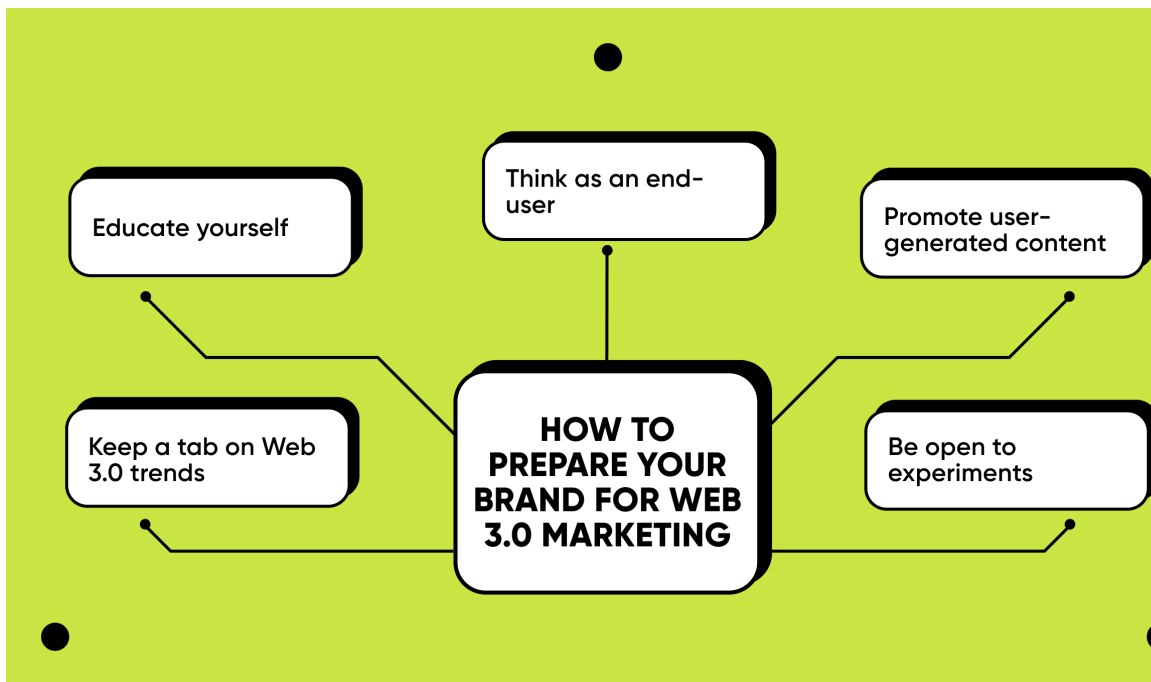 Think as an end-
user
Educate yourself
Promote user-
generated content
Keep a tab on Web
3.0 trends
HOW TO
PREPARE YOUR
BRAND FOR WEB
3.0 MARKETING
Be open to
experiments